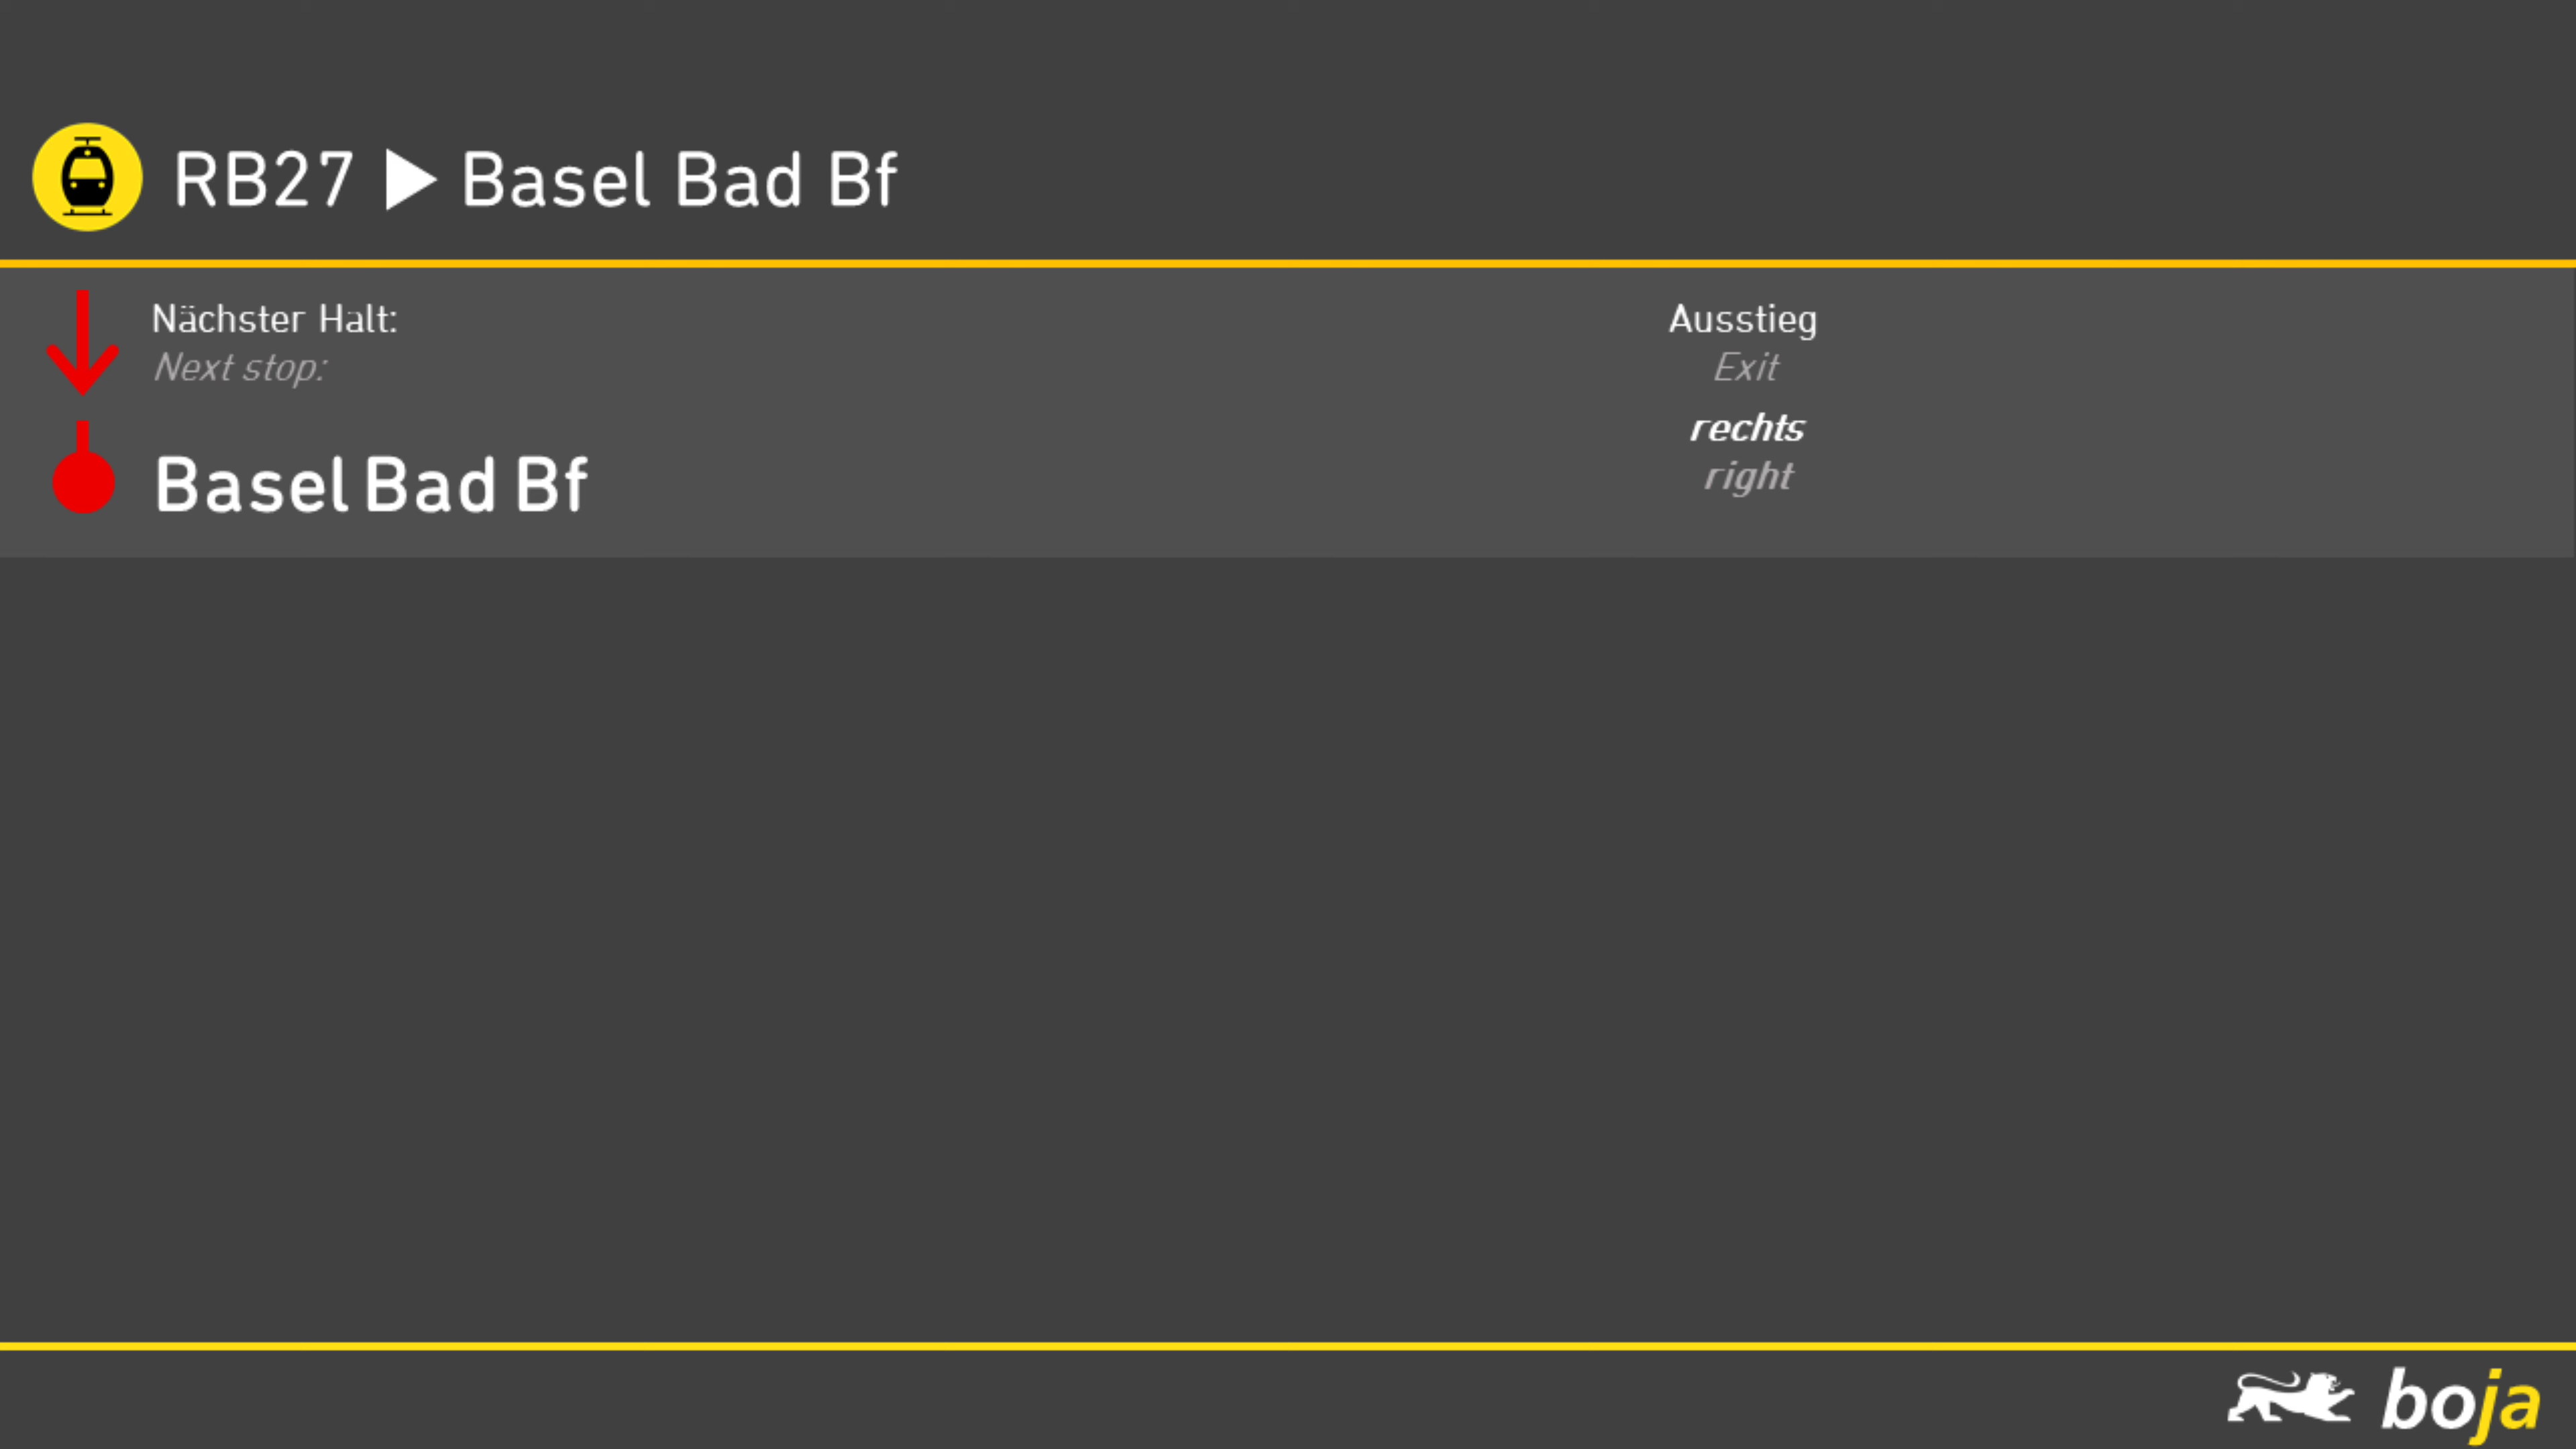 RB27 ▶ Basel Bad Bf
Nächster Halt:
Next stop:
Basel Bad Bf
Ausstieg
Exit
rechts
right
boja